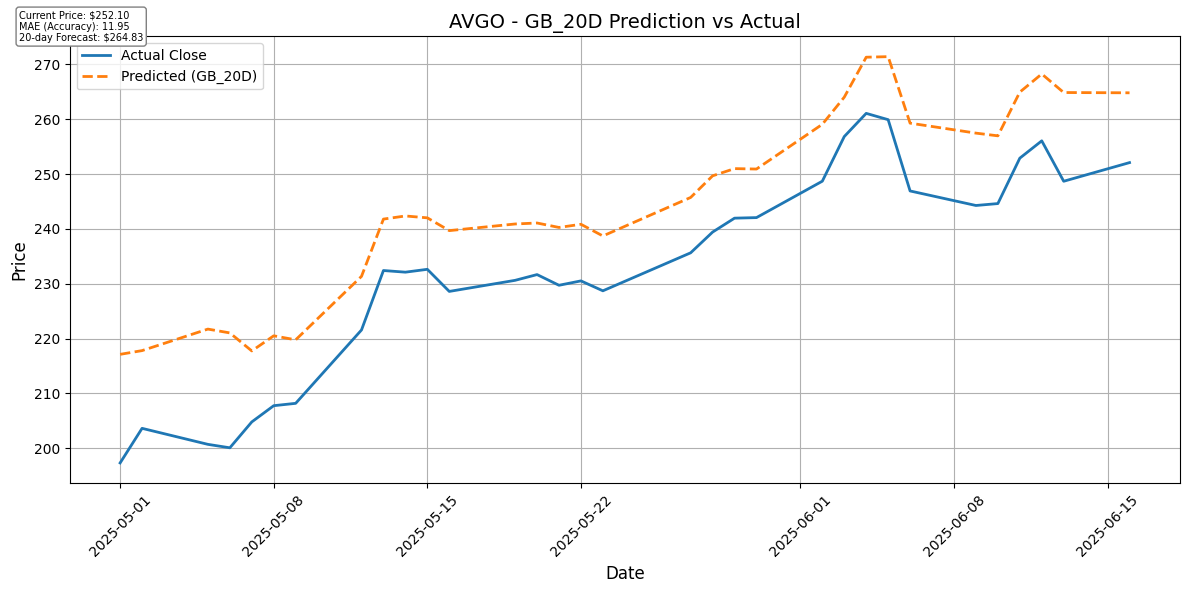 AVGO - GB_20D Prediction vs Actual
Current Price: $252.10
MAE (Accuracy): 11.95
20-day Forecast: $264.83
Actual Close
Predicted (GB_20D)
Price
270
260
250
240
230
220
210
200
2025-05-01
2025-05-08
2025-05-15
2025-05-22
2025-06-01
2025-06-08
2025-06-15
Date